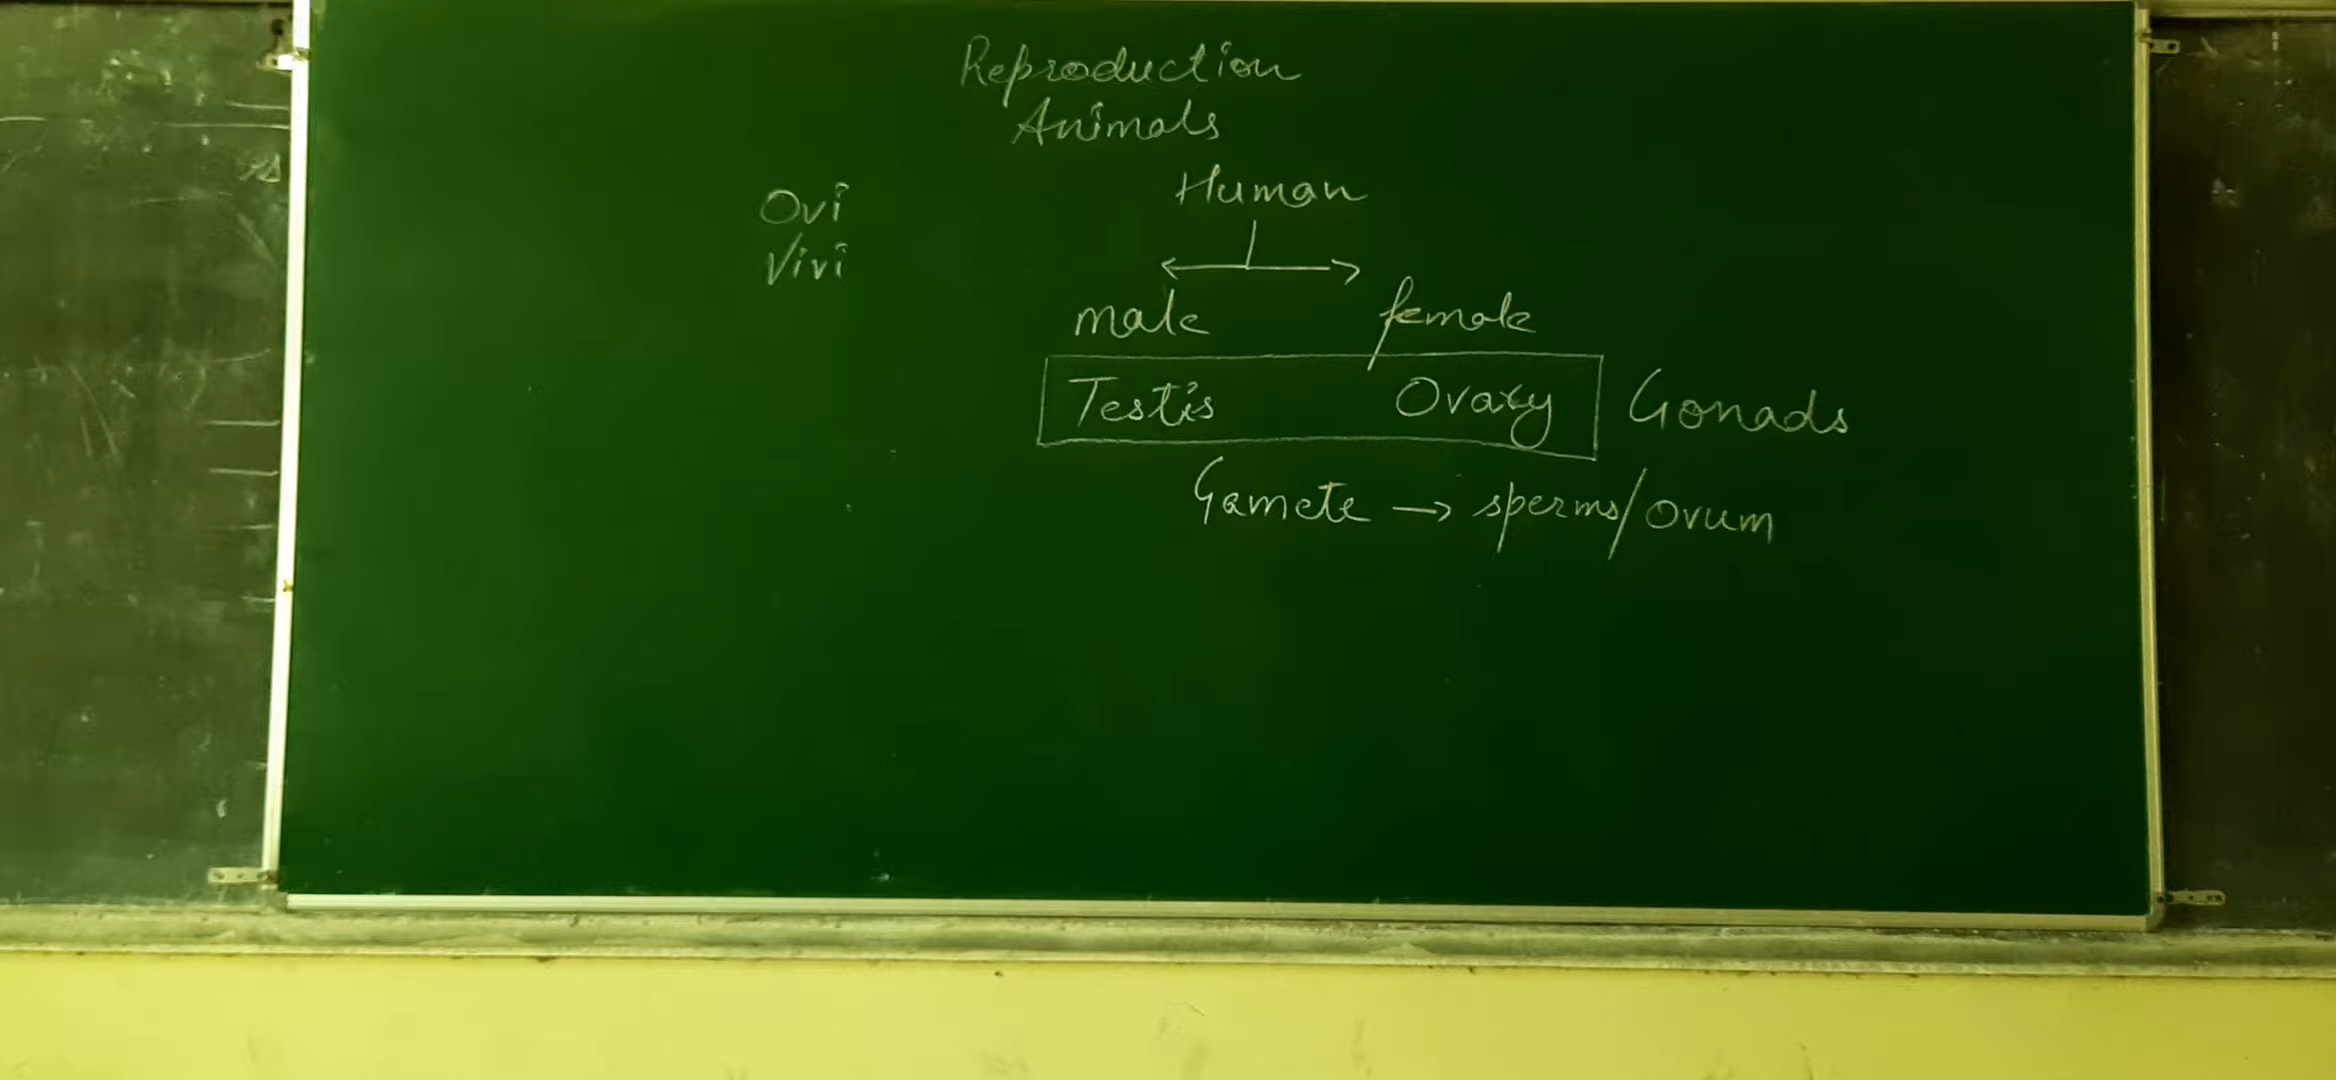 Reproduction
Animals
Ovi
Vivi
Human
male female
Testis Ovary Gonads
Gamete → sperms/ovum